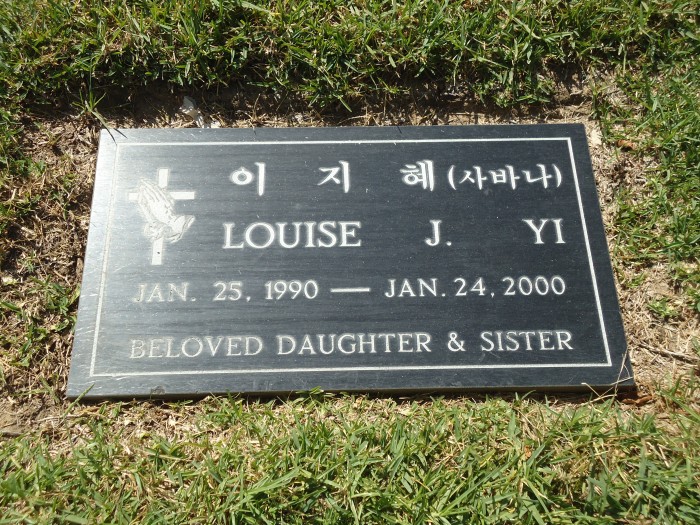 이 지 혜 (사바나)
LOUISE J. YI
JAN. 25, 1990 — JAN. 24, 2000
BELOVED DAUGHTER & SISTER